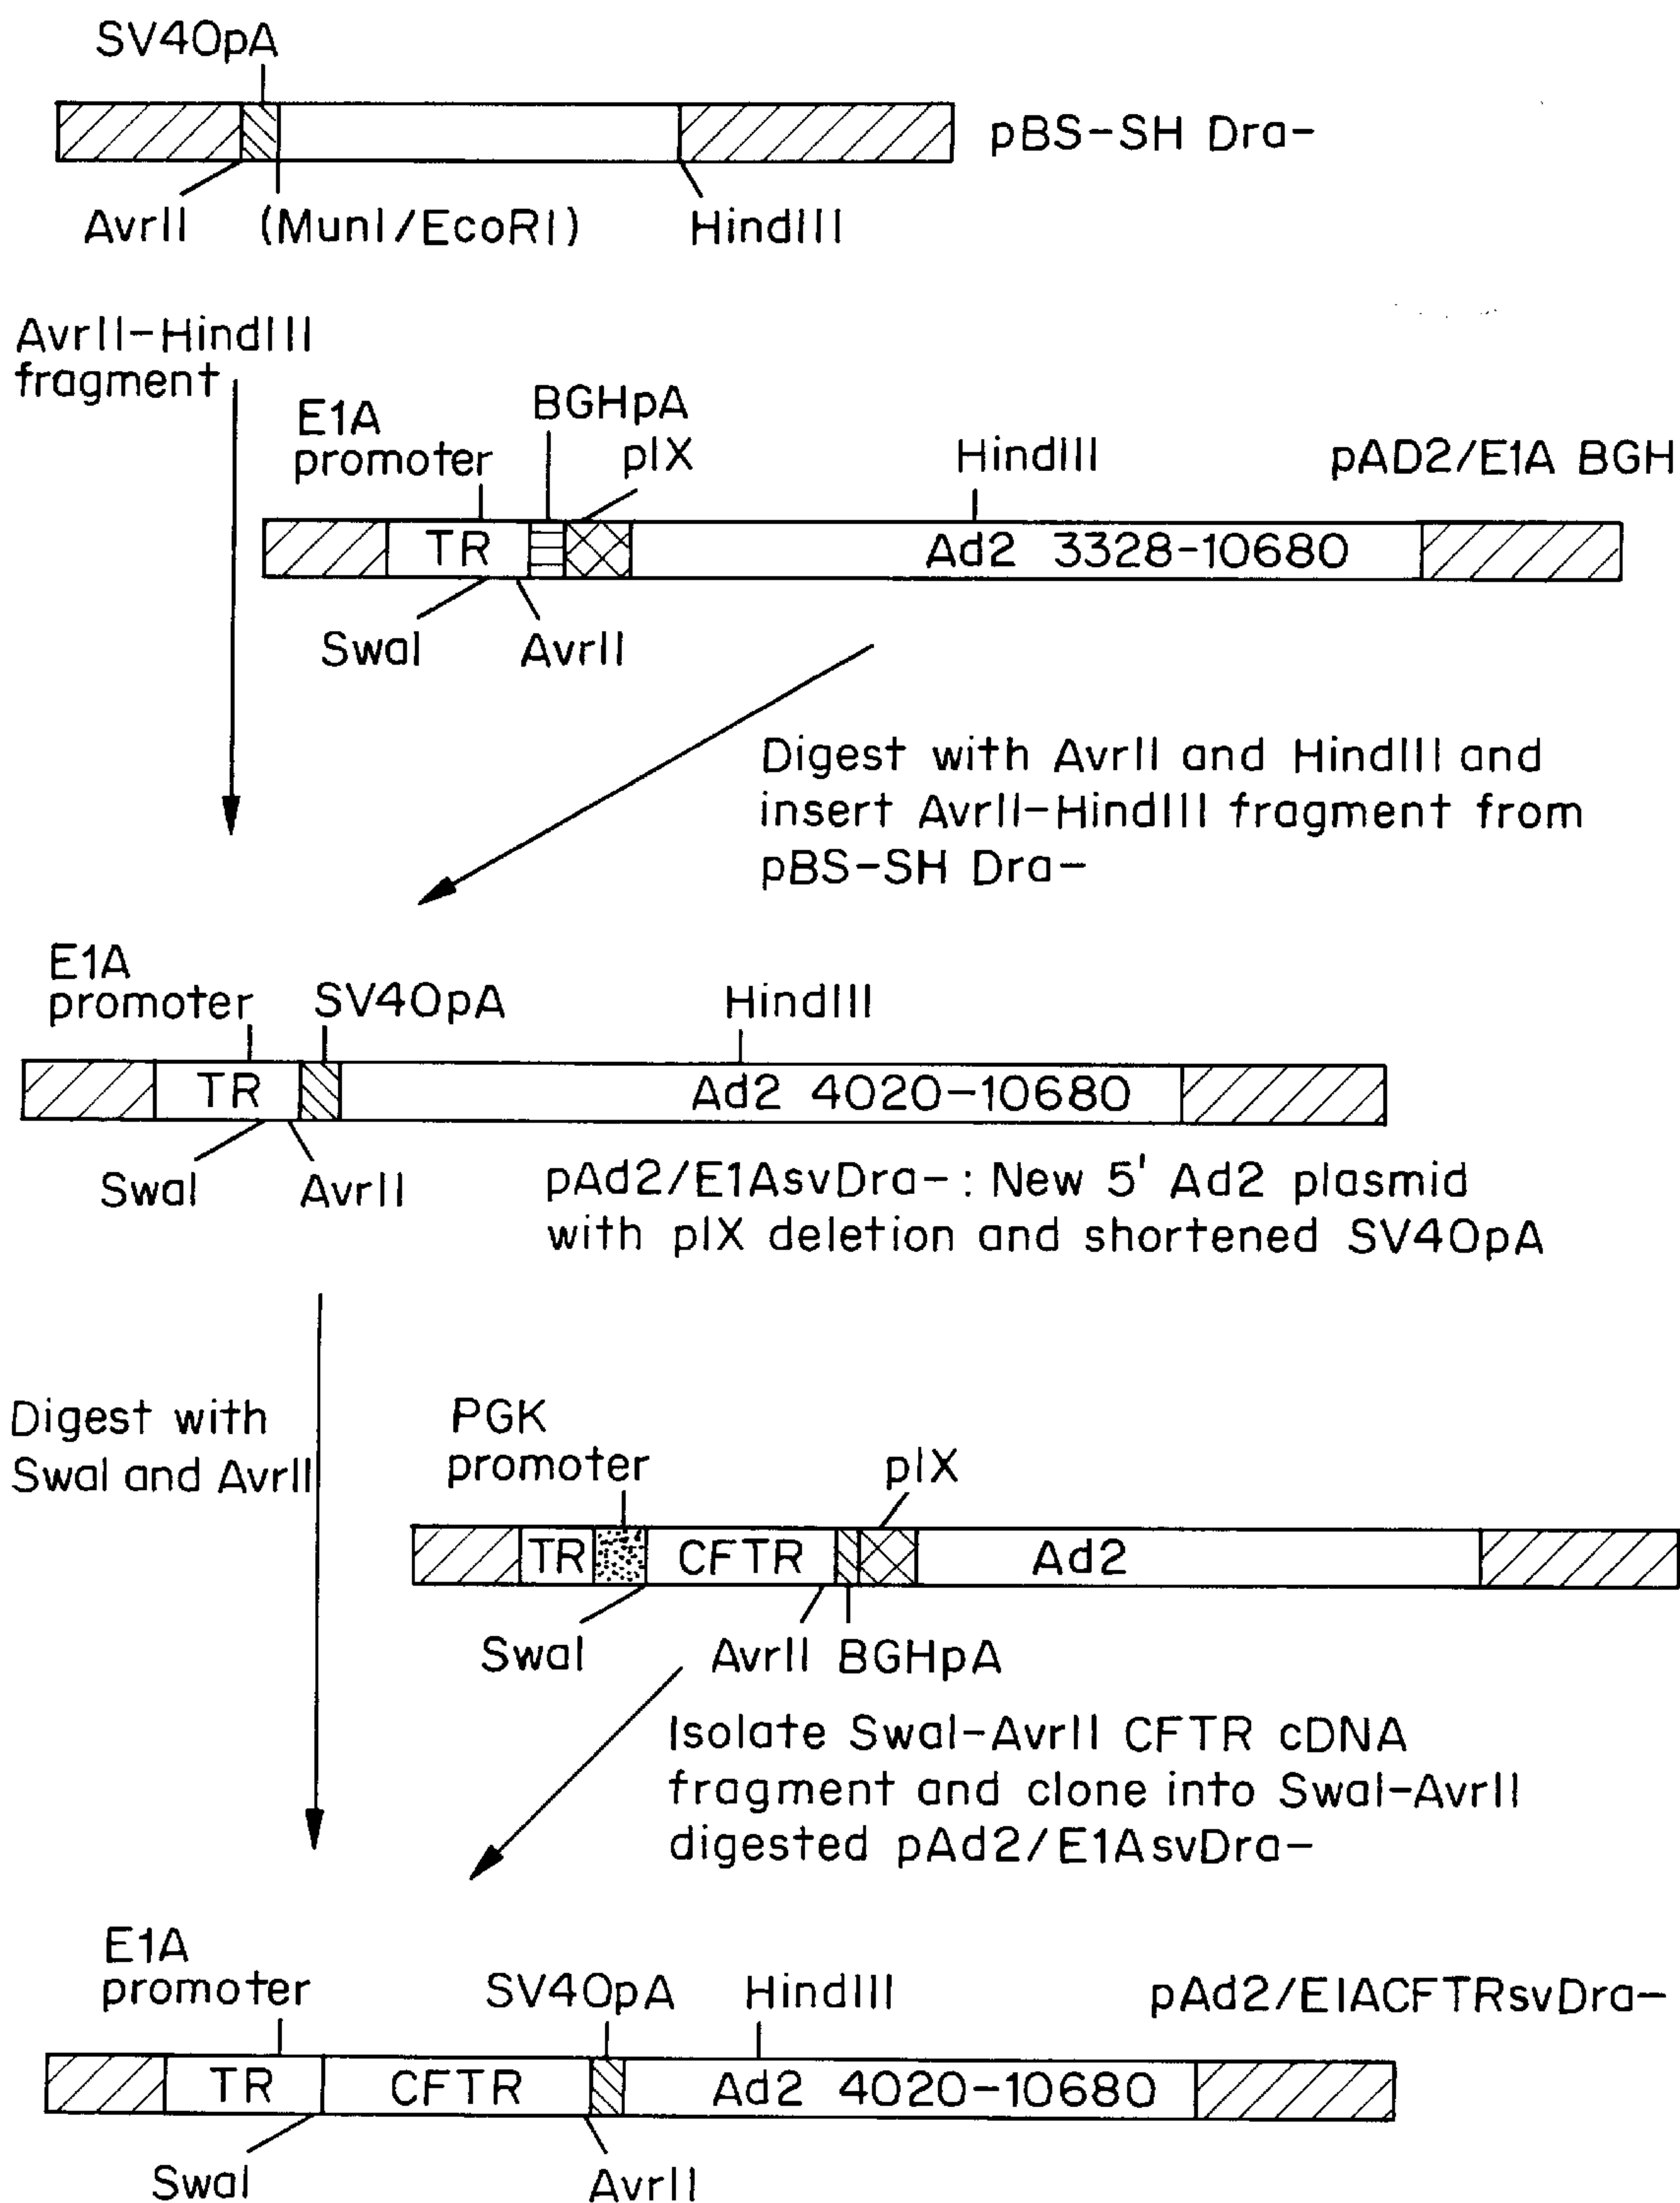 SV40pA
pBS-SH Dra-
AvrII (MunI/EcoRI) HindIII
AvrII-HindIII
fragment
E1A
promoter
BGHpA
pIX
HindIII
pAD2/E1A BGH
TR
Ad2 3328-10680
SwaI
AvrII
Digest with AvrII and HindIII and
insert AvrII-HindIII fragment from
pBS-SH Dra-
E1A
promoter
SV40pA
HindIII
TR
Ad2 4020-10680
SwaI
AvrII
pAd2/E1AsvDra- : New 5' Ad2 plasmid
with pIX deletion and shortened SV40pA
Digest with
SwaI and AvrII
PGK
promoter
pIX
TR
CFTR
Ad2
SwaI
AvrII
BGHpA
Isolate SwaI-AvrII CFTR cDNA
fragment and clone into SwaI-AvrII
digested pAd2/E1AsvDra-
E1A
promoter
SV40pA
HindIII
pAd2/E1ACFTRsvDra-
TR
CFTR
Ad2 4020-10680
SwaI
AvrII